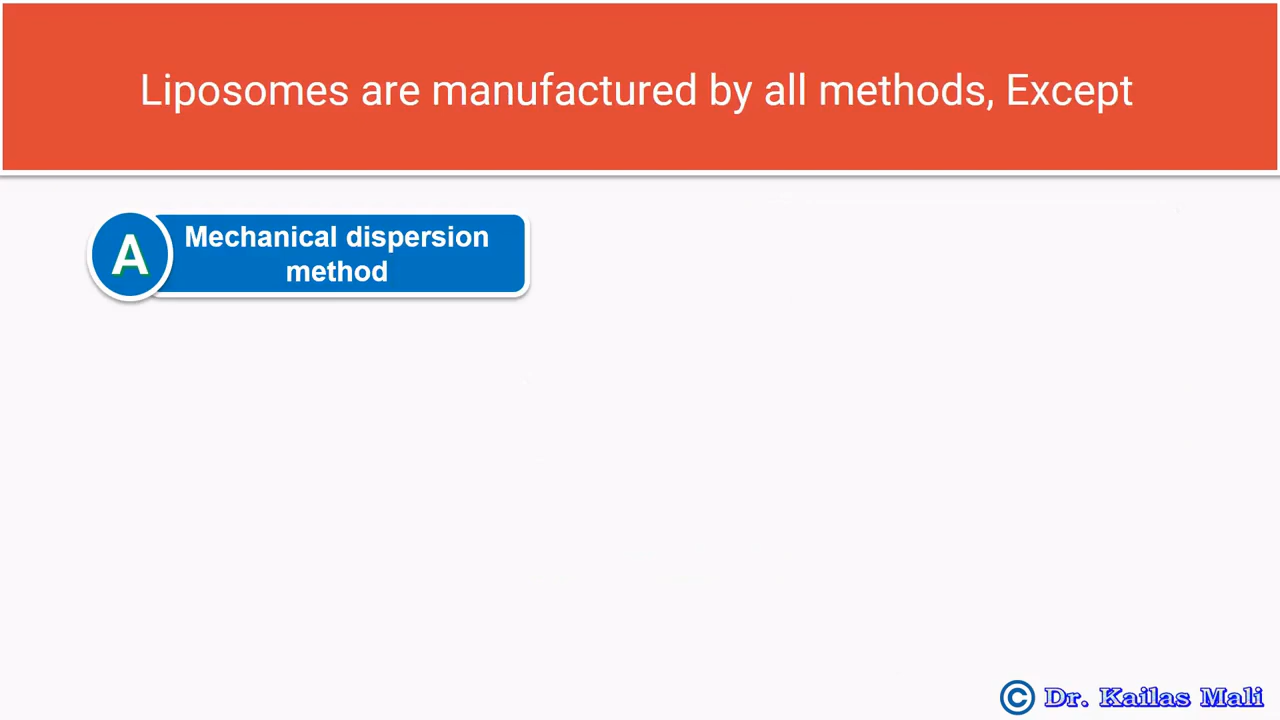 Liposomes are manufactured by all methods, Except
A
Mechanical dispersion
method
© Dr. Kailas Mali